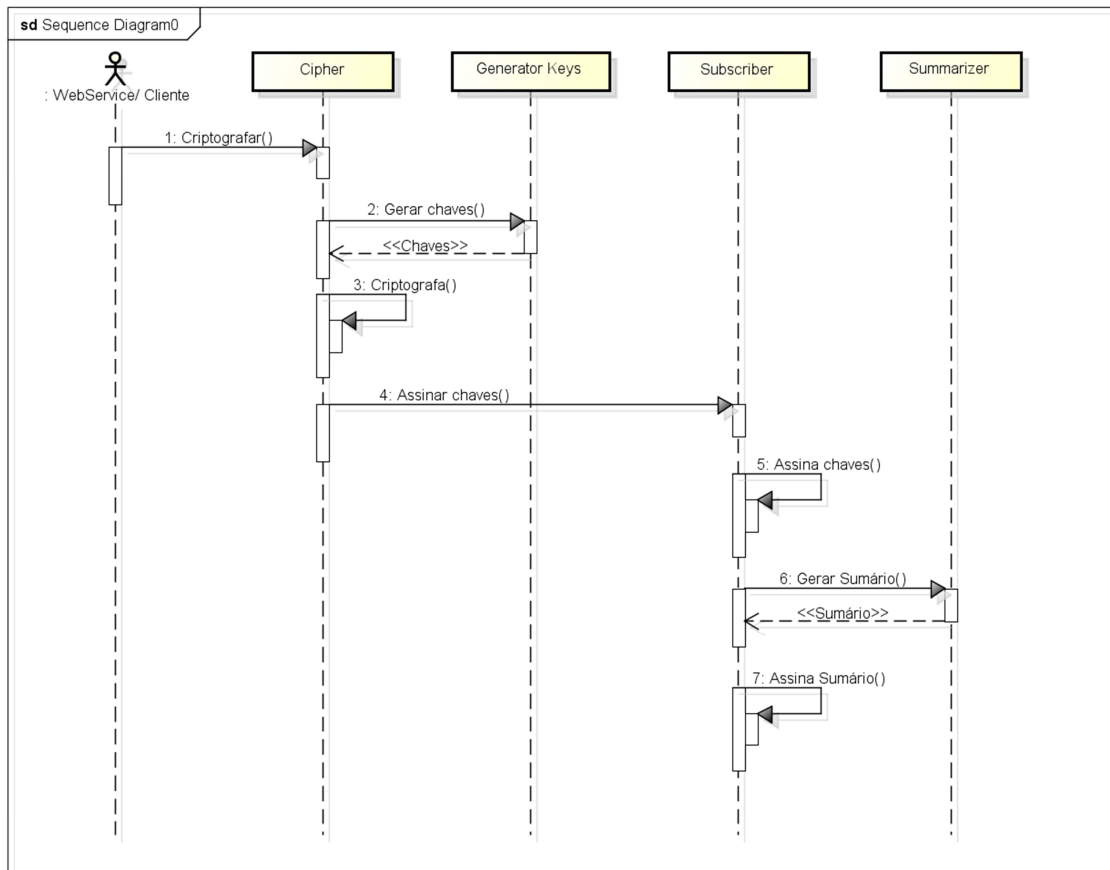 sd Sequence Diagram0
: WebService/ Cliente
Cipher
Generator Keys
Subscriber
Summarizer
1: Criptografar()
2: Gerar chaves()
<<Chaves>>
3: Criptografa()
4: Assinar chaves()
5: Assina chaves()
6: Gerar Sumário()
<<Sumário>>
7: Assina Sumário()